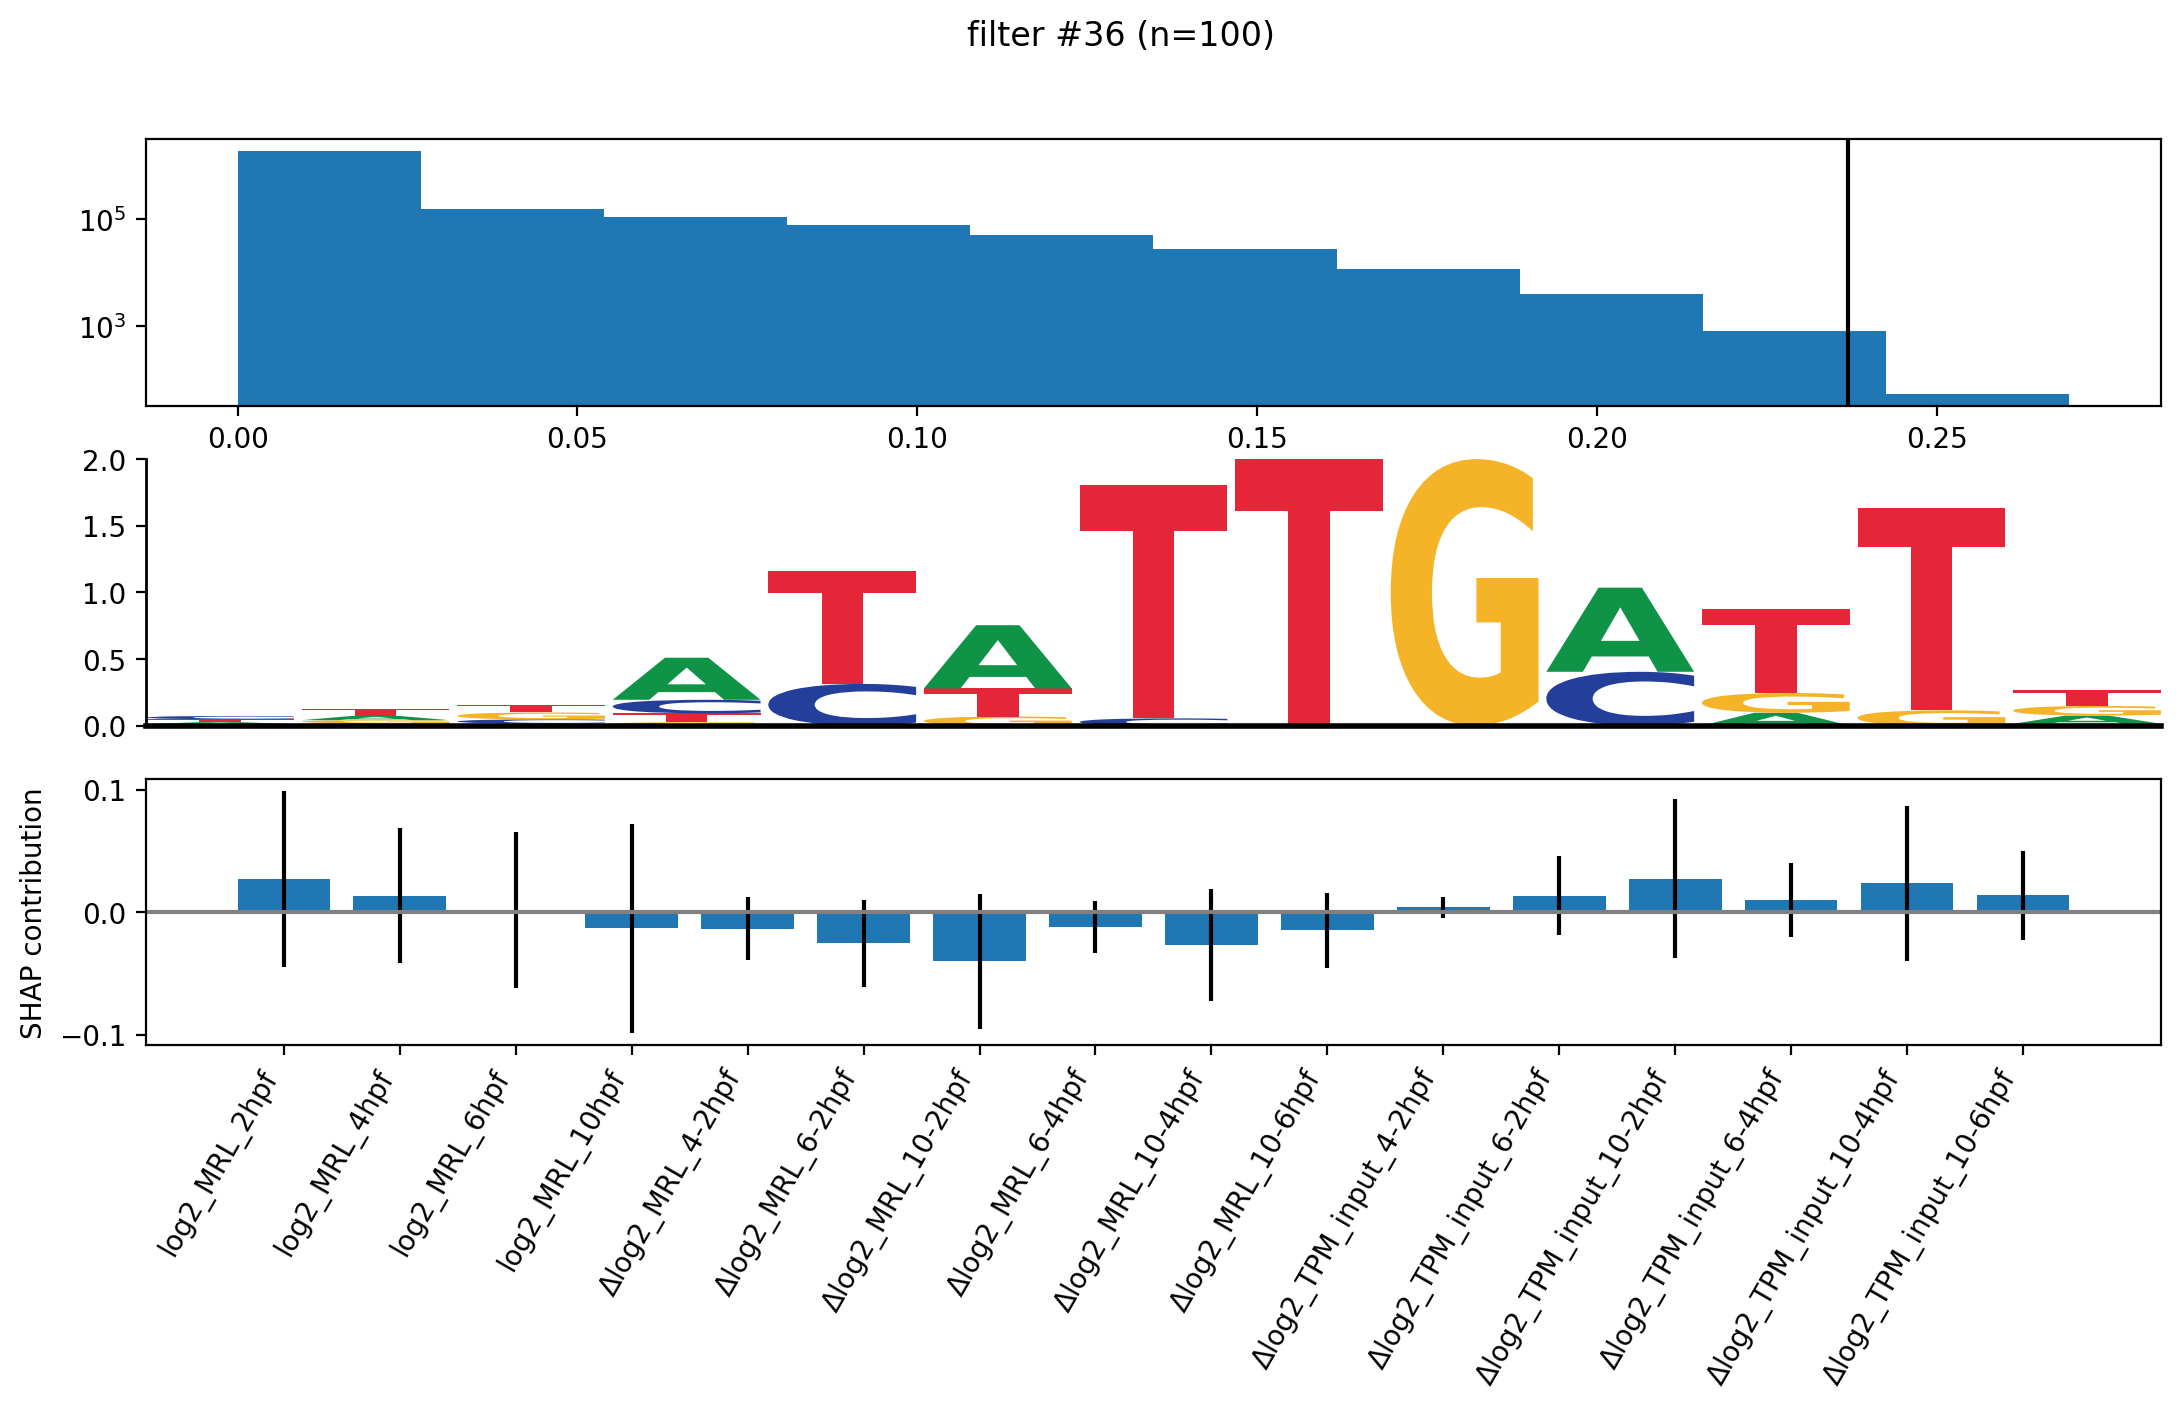 filter #36 (n=100)
10^5
10^3
0.00 0.05 0.10 0.15 0.20 0.25
2.0
1.5
1.0
0.5
0.0
SHAP contribution
0.1
0.0
−0.1
log2_MRL_2hpf
log2_MRL_4hpf
log2_MRL_6hpf
log2_MRL_10hpf
Δlog2_MRL_4-2hpf
Δlog2_MRL_6-2hpf
Δlog2_MRL_10-2hpf
Δlog2_MRL_6-4hpf
Δlog2_MRL_10-4hpf
Δlog2_MRL_10-6hpf
Δlog2_TPM_input_4-2hpf
Δlog2_TPM_input_6-2hpf
Δlog2_TPM_input_10-2hpf
Δlog2_TPM_input_6-4hpf
Δlog2_TPM_input_10-4hpf
Δlog2_TPM_input_10-6hpf